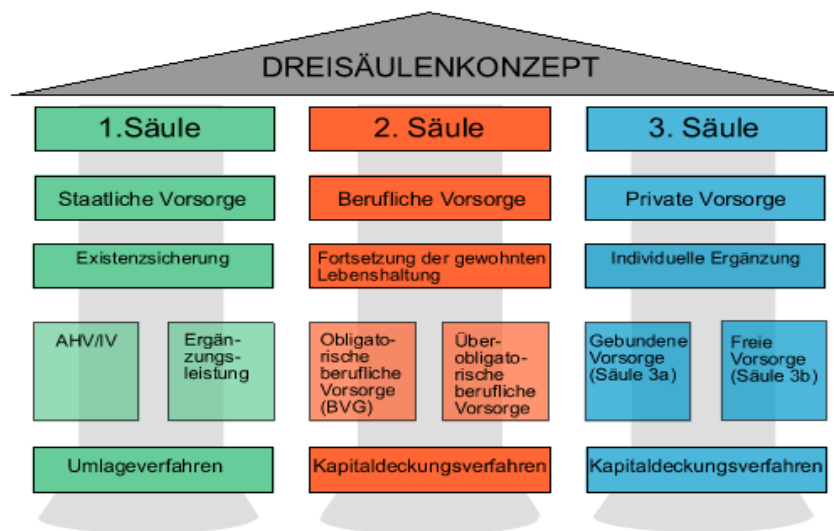 DREISÄULENKONZEPT
1.Säule
2. Säule
3. Säule
Staatliche Vorsorge
Berufliche Vorsorge
Private Vorsorge
Existenzsicherung
Fortsetzung der gewohnten
Lebenshaltung
Individuelle Ergänzung
AHV/IV
Ergän-
zungs-
leistung
Obligato-
rische
berufliche
Vorsorge
(BVG)
Über-
obligato-
rische
berufliche
Vorsorge
Gebundene
Vorsorge
(Säule 3a)
Freie
Vorsorge
(Säule 3b)
Umlageverfahren
Kapitaldeckungsverfahren
Kapitaldeckungsverfahren